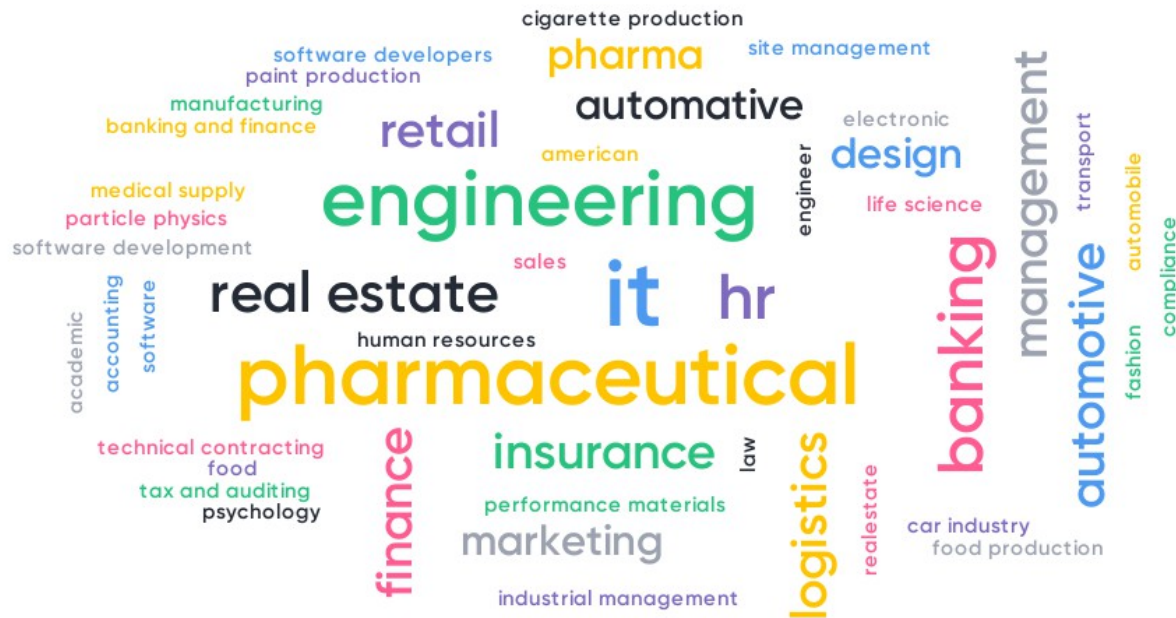 cigarette production
software developers
pharma
site management
paint production
manufacturing
automative
banking and finance
retail
electronic
american
design
engineer
management
transport
automobile
compliance
medical supply
engineering
life science
particle physics
software development
sales
real estate
it
hr
banking
automotive
academic
accounting
software
human resources
fashion
pharmaceutical
technical contracting
finance
insurance
law
logistics
food
realestate
tax and auditing
performance materials
psychology
marketing
car industry
food production
industrial management